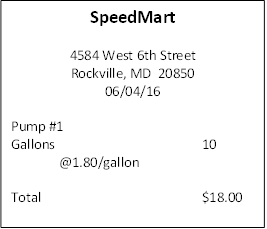 SpeedMart
4584 West 6th Street
Rockville, MD  20850
06/04/16
Pump #1
Gallons 10
@1.80/gallon
Total $18.00